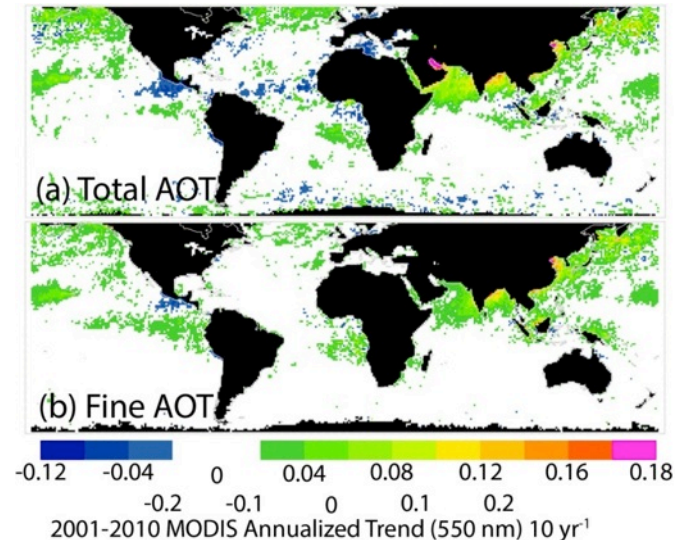 (a) Total AOT
(b) Fine AOT
-0.12 -0.04 0 0.04 0.08 0.12 0.16 0.18
-0.2 -0.1 0 0.1 0.2
2001-2010 MODIS Annualized Trend (550 nm) 10 yr⁻¹